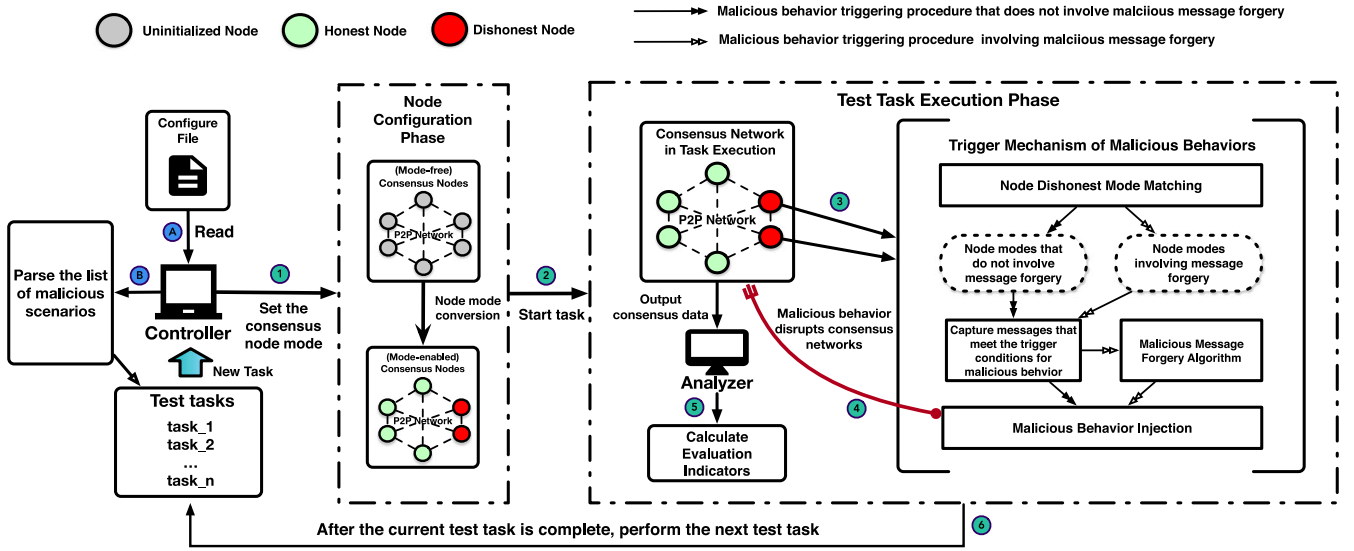 Uninitialized Node
Honest Node
Dishonest Node
Malicious behavior triggering procedure that does not involve malciious message forgery
Malicious behavior triggering procedure involving malciious message forgery
Configure
File
A
Read
Parse the list
of malicious
scenarios
B
Controller
1
Set the
consensus
node mode
New Task
Test tasks
task_1
task_2
...
task_n
Node
Configuration
Phase
(Mode-free)
Consensus Nodes
P2P Network
Node mode
conversion
(Mode-enabled)
Consensus Nodes
P2P Network
2
Start task
Test Task Execution Phase
Consensus Network
in Task Execution
P2P Network
3
Output
consensus data
Malicious behavior
disrupts consensus
networks
Analyzer
5
4
Calculate
Evaluation
Indicators
Trigger Mechanism of Malicious Behaviors
Node Dishonest Mode Matching
Node modes that
do not involve
message forgery
Node modes
involving message
forgery
Capture messages that
meet the trigger
conditions for
malicious behvior
Malicious Message
Forgery Algorithm
Malicious Behavior Injection
After the current test task is complete, perform the next test task
6